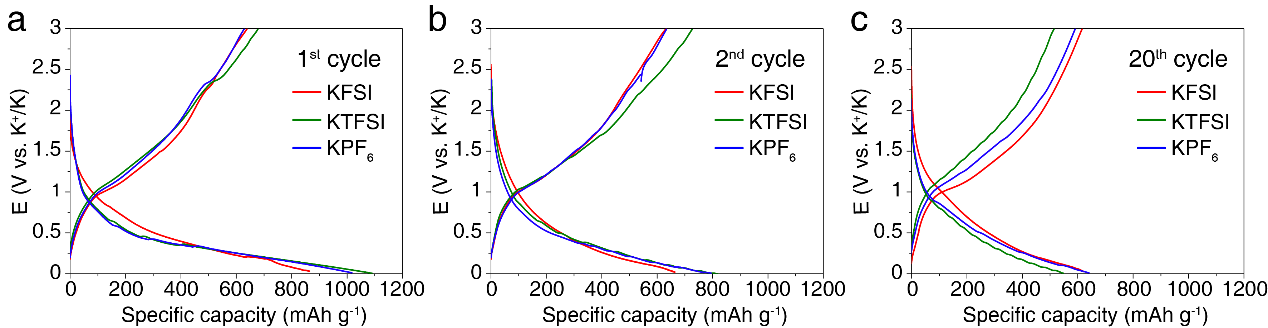 a
1st cycle
KFSI
KTFSI
KPF6
E (V vs. K+/K)
3
2.5
2
1.5
1
0.5
0
0 200 400 600 800 1000 1200
Specific capacity (mAh g-1)
b
2nd cycle
KFSI
KTFSI
KPF6
E (V vs. K+/K)
3
2.5
2
1.5
1
0.5
0
0 200 400 600 800 1000 1200
Specific capacity (mAh g-1)
c
20th cycle
KFSI
KTFSI
KPF6
E (V vs. K+/K)
3
2.5
2
1.5
1
0.5
0
0 200 400 600 800 1000 1200
Specific capacity (mAh g-1)